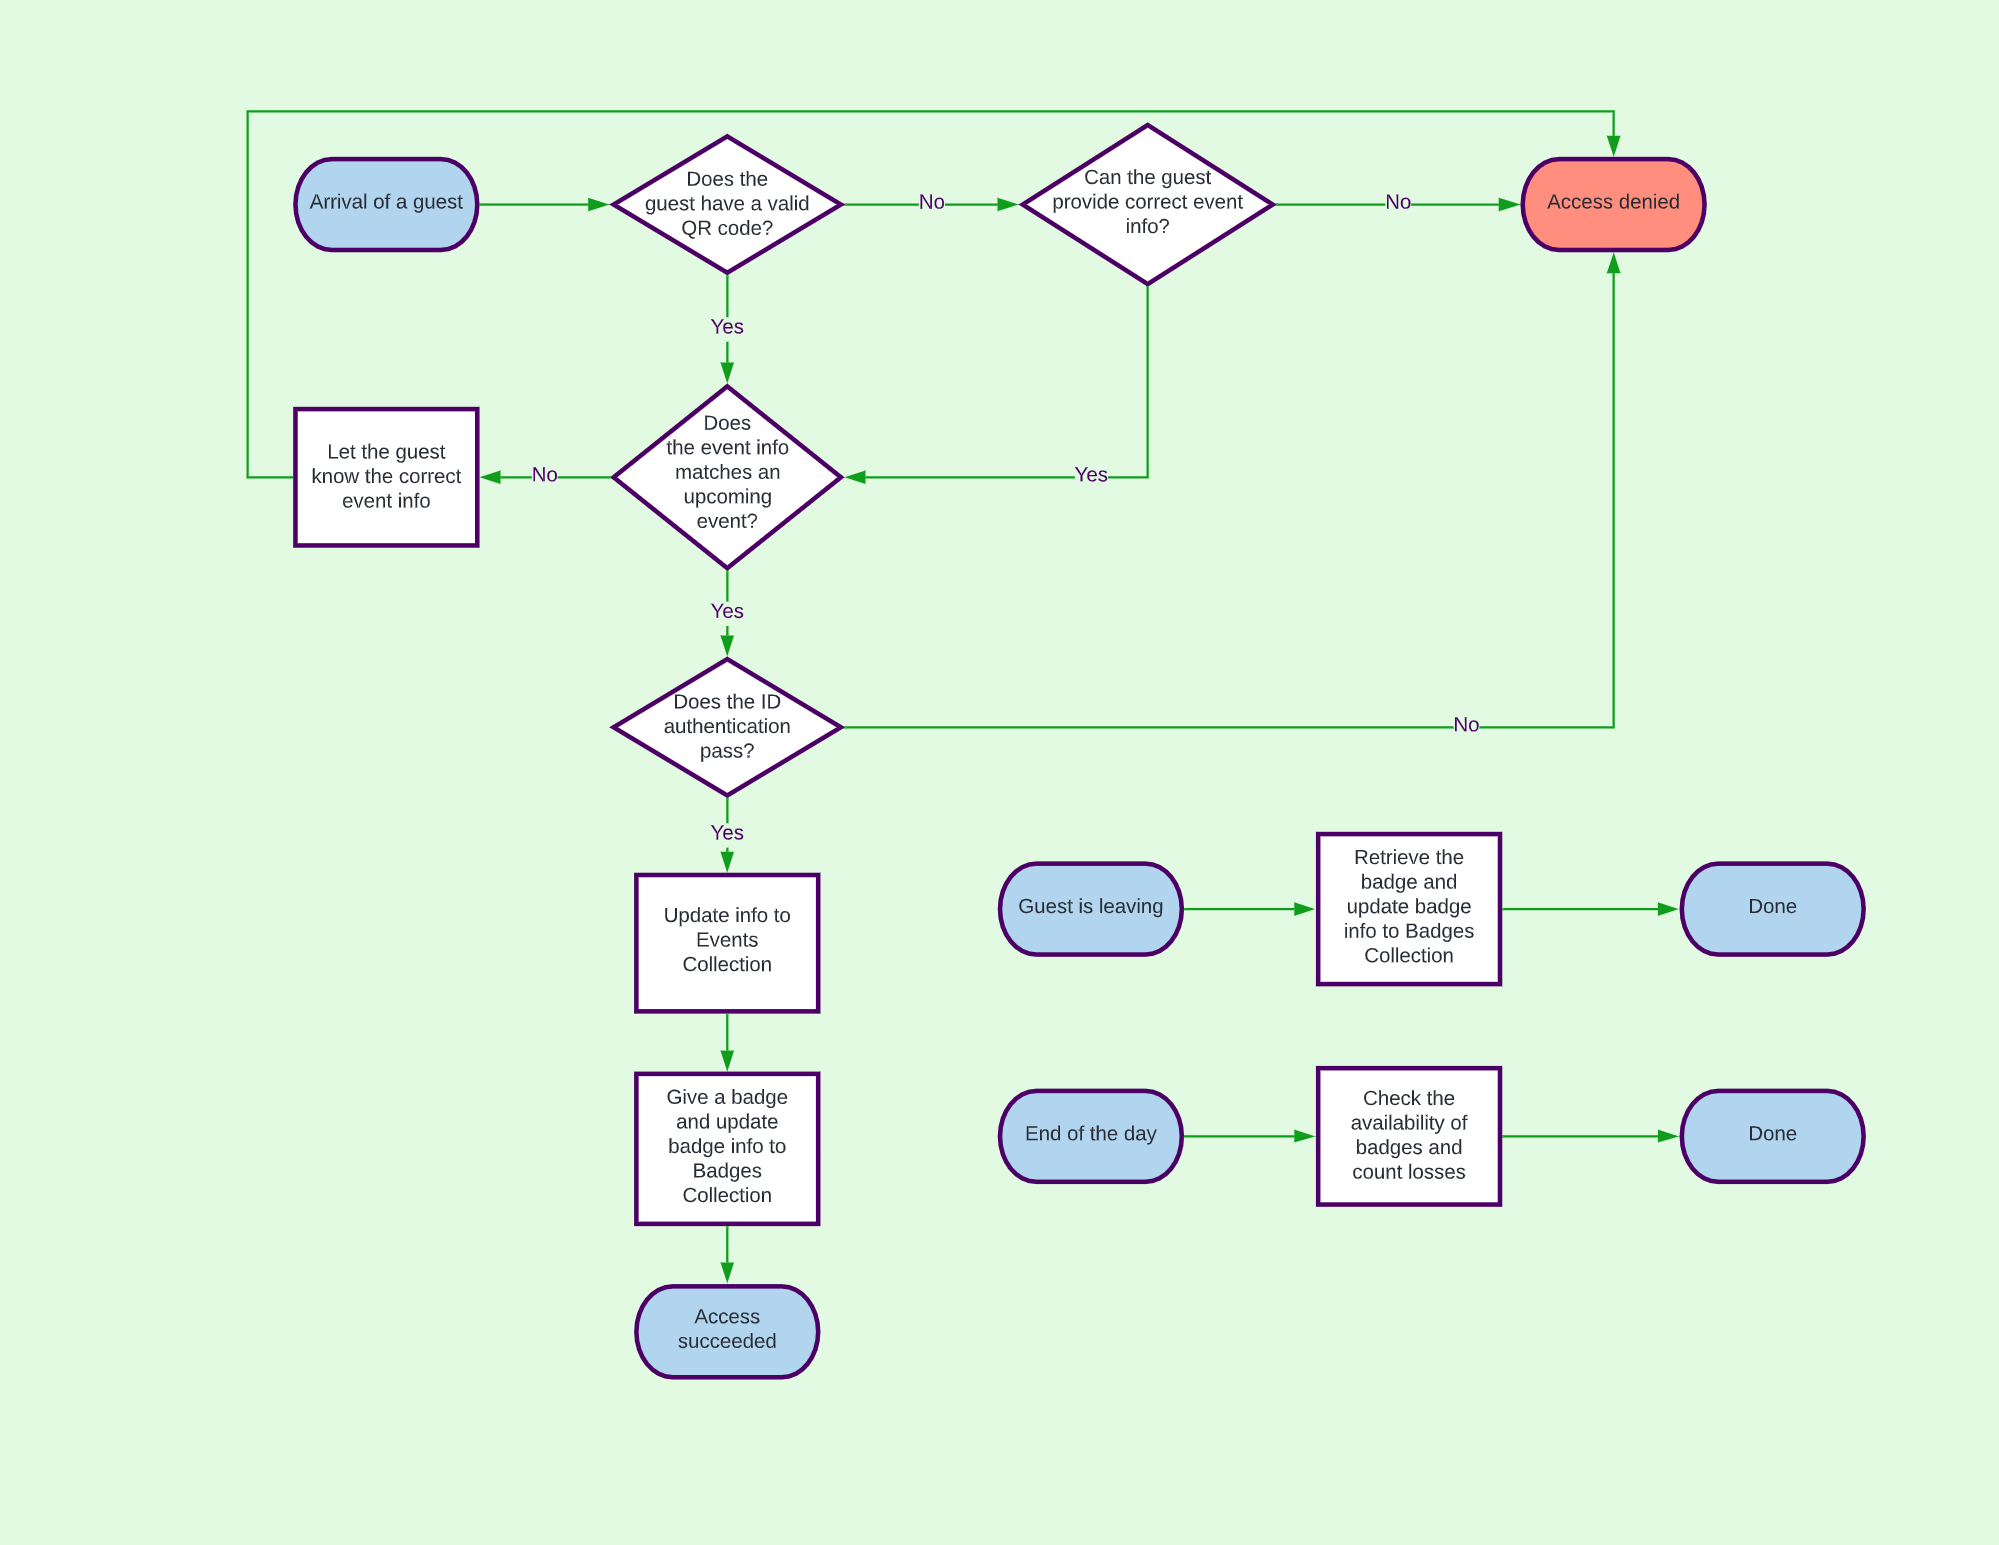 Arrival of a guest
Does the
guest have a valid
QR code?
No
Can the guest
provide correct event
info?
No
Access denied
Yes
Let the guest
know the correct
event info
No
Does
the event info
matches an
upcoming
event?
Yes
Yes
Does the ID
authentication
pass?
No
Yes
Update info to
Events
Collection
Guest is leaving
Retrieve the
badge and
update badge
info to Badges
Collection
Done
Give a badge
and update
badge info to
Badges
Collection
End of the day
Check the
availability of
badges and
count losses
Done
Access
succeeded